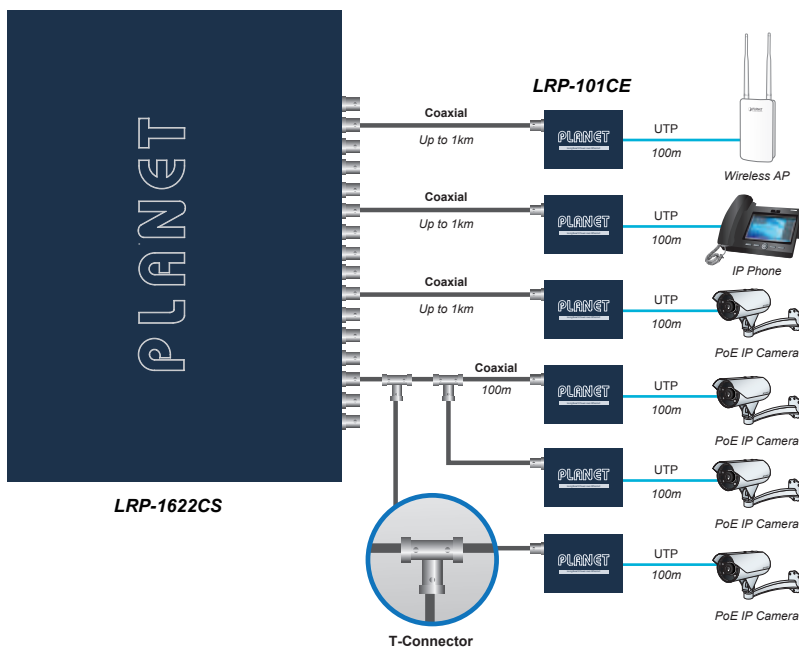 LRP-101CE
PLANET
Coaxial
Up to 1km
PLANET
UTP
100m
Wireless AP
Coaxial
Up to 1km
PLANET
UTP
100m
IP Phone
Coaxial
Up to 1km
PLANET
UTP
100m
PoE IP Camera
Coaxial
100m
PLANET
UTP
100m
PoE IP Camera
LRP-1622CS
PLANET
UTP
100m
PoE IP Camera
PLANET
UTP
100m
PoE IP Camera
T-Connector